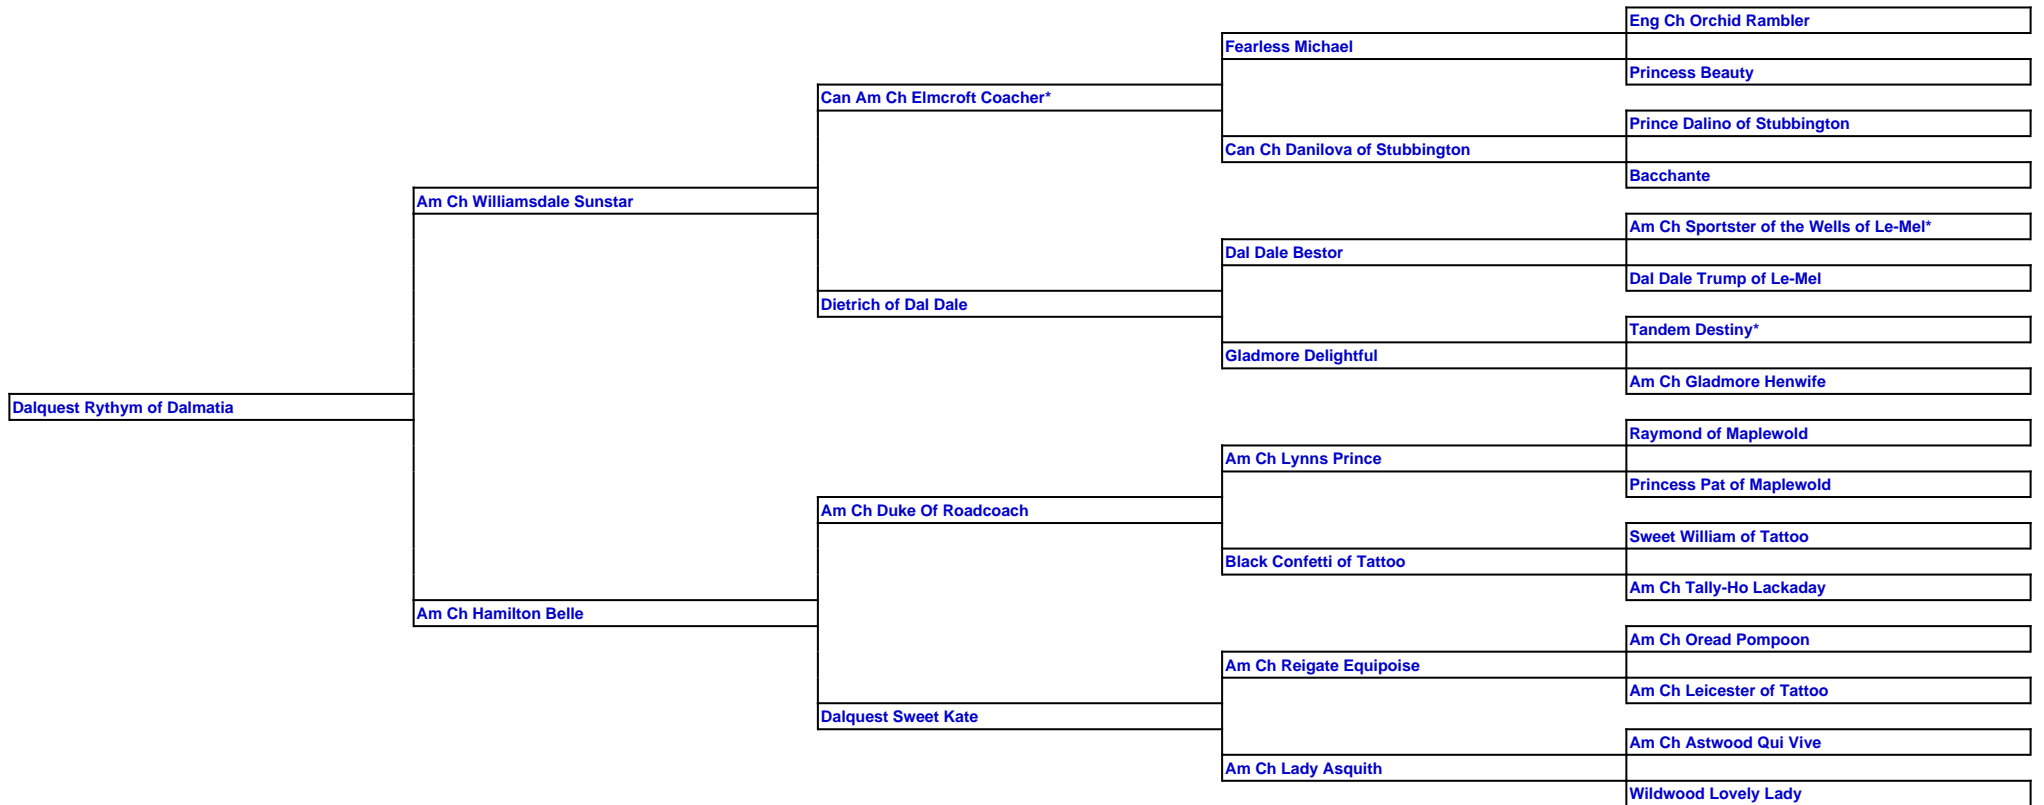 Eng Ch Orchid Rambler
Fearless Michael
Princess Beauty
Can Am Ch Elmcroft Coacher*
Prince Dalino of Stubbington
Can Ch Danilova of Stubbington
Bacchante
Am Ch Williamsdale Sunstar
Am Ch Sportster of the Wells of Le-Mel*
Dal Dale Bestor
Dal Dale Trump of Le-Mel
Dietrich of Dal Dale
Tandem Destiny*
Gladmore Delightful
Am Ch Gladmore Henwife
Dalquest Rythym of Dalmatia
Raymond of Maplewold
Am Ch Lynns Prince
Princess Pat of Maplewold
Am Ch Duke Of Roadcoach
Sweet William of Tattoo
Black Confetti of Tattoo
Am Ch Tally-Ho Lackaday
Am Ch Hamilton Belle
Am Ch Oread Pompoon
Am Ch Reigate Equipoise
Am Ch Leicester of Tattoo
Dalquest Sweet Kate
Am Ch Astwood Qui Vive
Am Ch Lady Asquith
Wildwood Lovely Lady